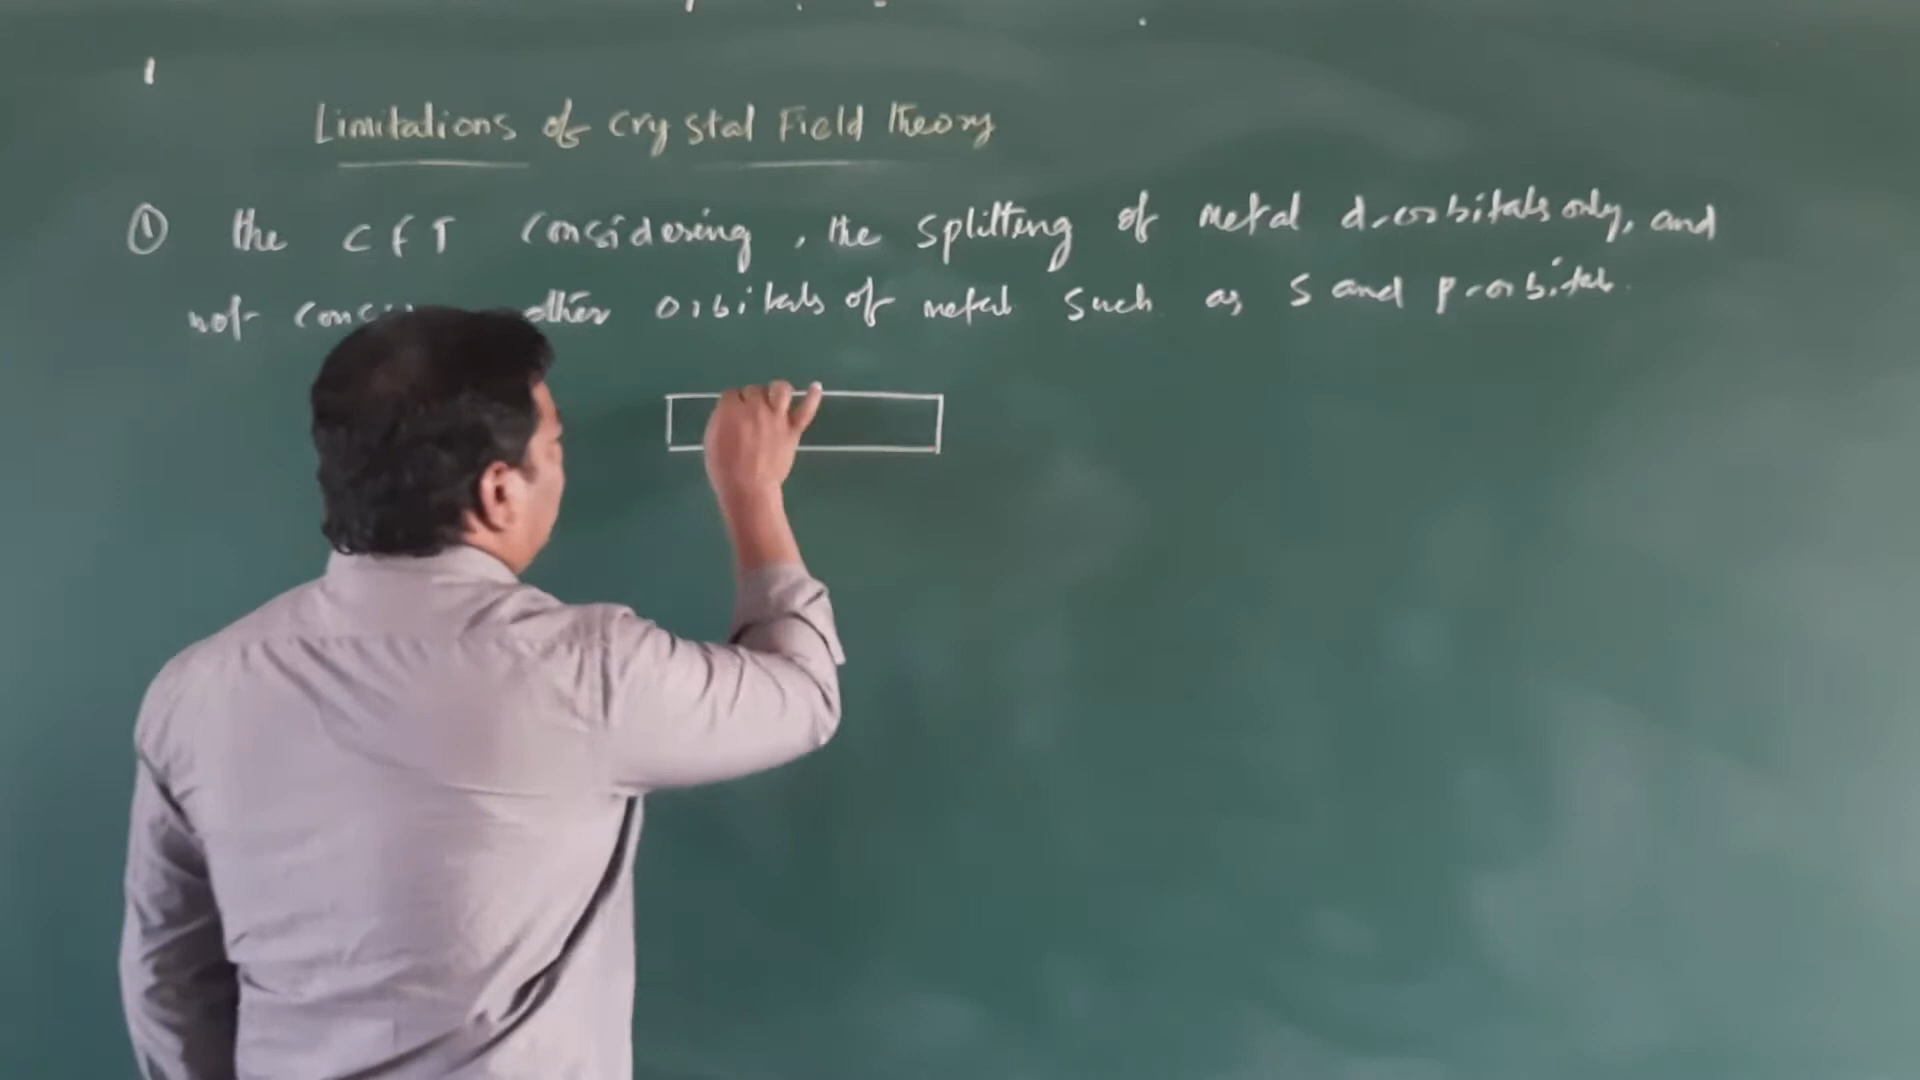 Limitations of Crystal Field Theory
① the CFT considering, the splitting of metal d-orbitals only, and
not other orbitals of metal such as s and p-orbital.